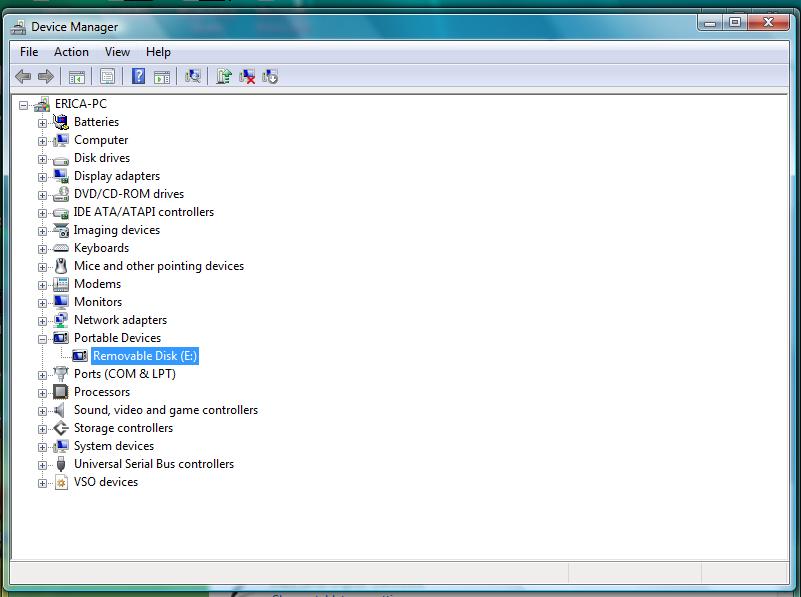 Device Manager
File Action View Help
ERICA-PC
Batteries
Computer
Disk drives
Display adapters
DVD/CD-ROM drives
IDE ATA/ATAPI controllers
Imaging devices
Keyboards
Mice and other pointing devices
Modems
Monitors
Network adapters
Portable Devices
Removable Disk (E:)
Ports (COM & LPT)
Processors
Sound, video and game controllers
Storage controllers
System devices
Universal Serial Bus controllers
VSO devices